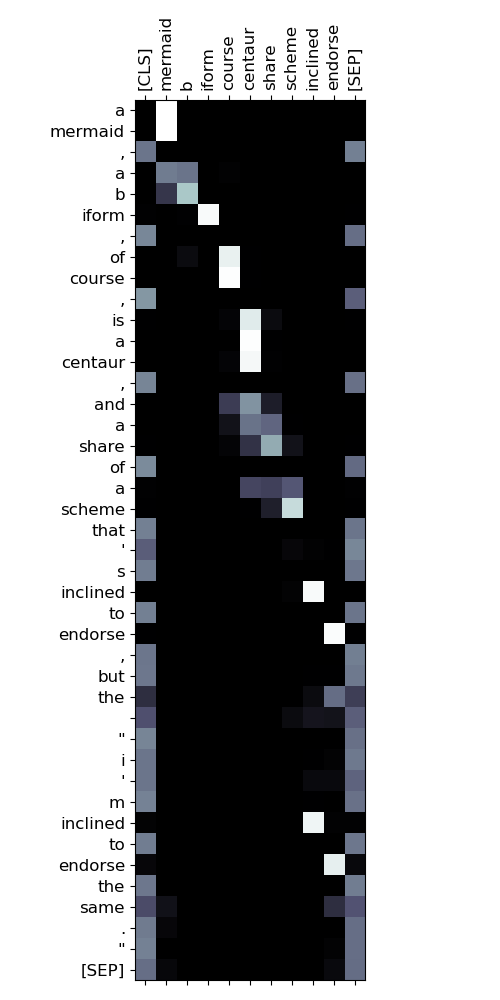 [CLS]
mermaid
b
iform
course
centaur
share
scheme
inclined
endorse
[SEP]
a
mermaid
,
a
b
iform
,
of
course
,
is
a
centaur
,
and
a
share
of
a
scheme
that
'
s
inclined
to
endorse
,
but
the
"
i
'
m
inclined
to
endorse
the
same
.
"
[SEP]